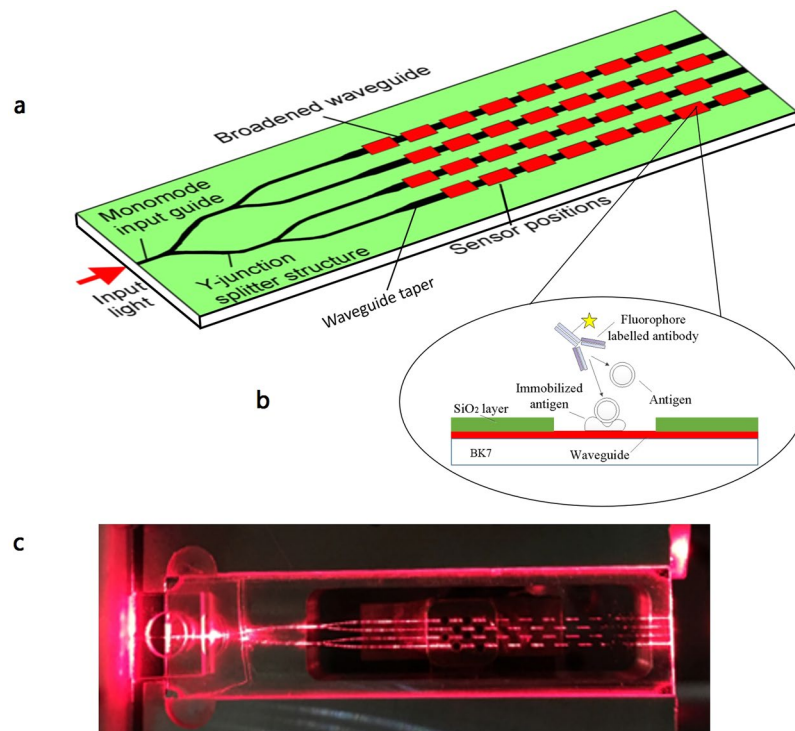 a
Broadened waveguide
Monomode
input guide
Input
light
Y-junction
splitter structure
Waveguide taper
Sensor positions
b
Fluorophore
labelled antibody
Immobilized
antigen
Antigen
SiO₂ layer
Waveguide
BK7
c